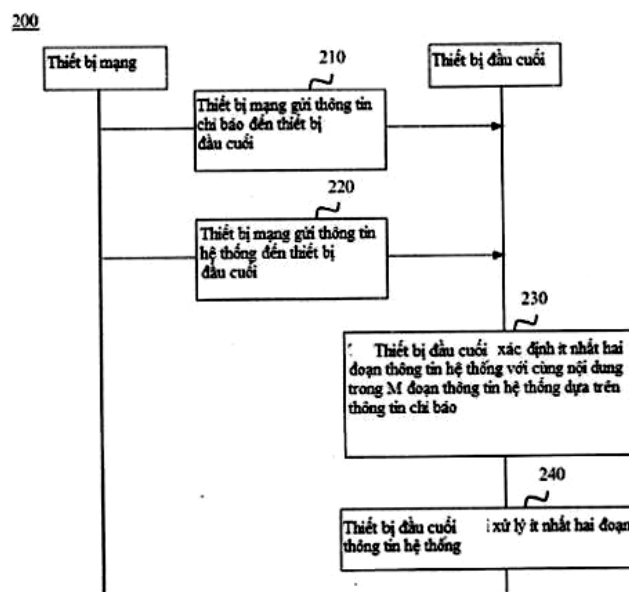 200
Thiết bị mạng
Thiết bị đầu cuối
210
Thiết bị mạng gửi thông tin
chỉ báo đến thiết bị
đầu cuối
220
Thiết bị mạng gửi thông tin
hệ thống đến thiết bị
đầu cuối
230
Thiết bị đầu cuối xác định ít nhất hai
đoạn thông tin hệ thống với cùng nội dung
trong M đoạn thông tin hệ thống dựa trên
thông tin chỉ báo
240
Thiết bị đầu cuối xử lý ít nhất hai đoạn
thông tin hệ thống